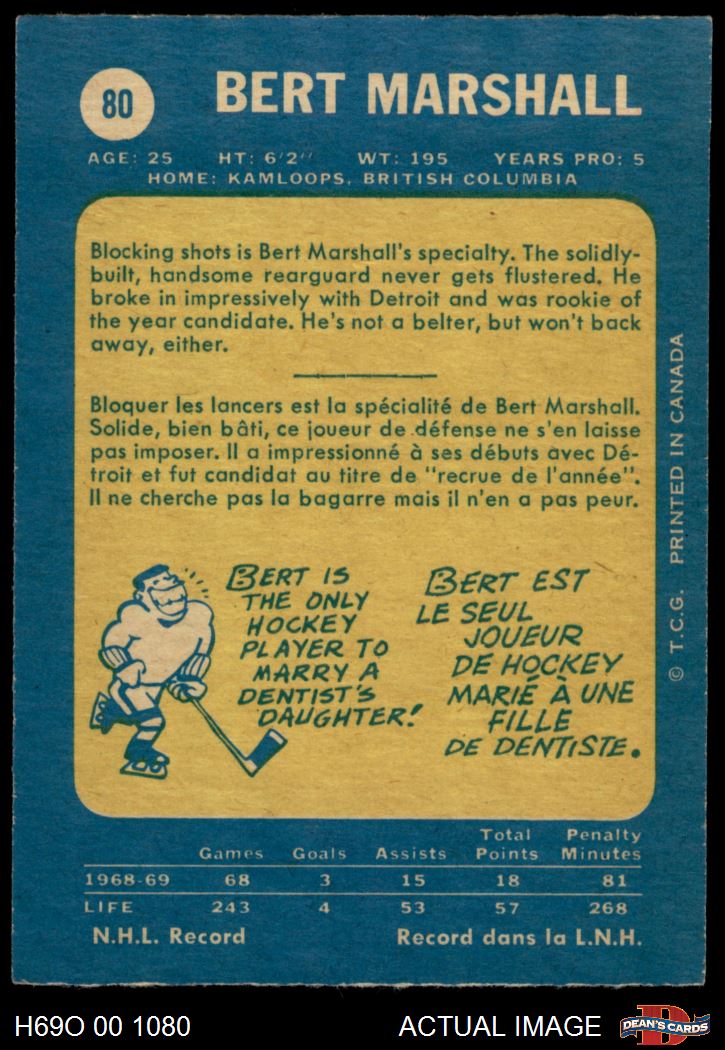 80
BERT MARSHALL
AGE: 25 HT: 6'2" WT: 195 YEARS PRO: 5
HOME: KAMLOOPS, BRITISH COLUMBIA
Blocking shots is Bert Marshall's specialty. The solidly-
built, handsome rearguard never gets flustered. He
broke in impressively with Detroit and was rookie of
the year candidate. He's not a belter, but won't back
away, either.
Bloquer les lancers est la spécialité de Bert Marshall.
Solide, bien bâti, ce joueur de défense ne s'en laisse
pas imposer. Il a impressionné à ses débuts avec Dé-
troit et fut candidat au titre de "recrue de l'année".
Il ne cherche pas la bagarre mais il n'en a pas peur.
BERT IS
THE ONLY
HOCKEY
PLAYER TO
MARRY A
DENTIST'S
DAUGHTER!
BERT EST
LE SEUL
JOUEUR
DE HOCKEY
MARIÉ À UNE
FILLE
DE DENTISTE.
© T.C.G. PRINTED IN CANADA
Games Goals Assists Total Points Penalty Minutes
1968-69 68 3 15 18 81
LIFE 243 4 53 57 268
N.H.L. Record Record dans la L.N.H.
H69O 00 1080 ACTUAL IMAGE D DEAN'S CARDS